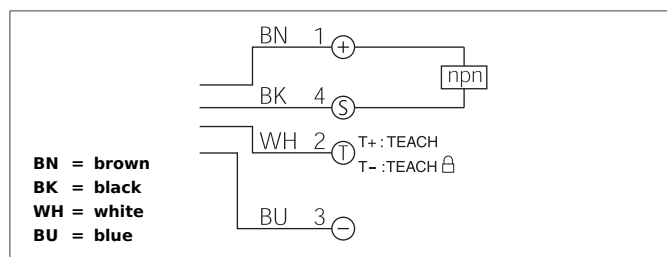 BN 1 +
npn
BK 4 S
WH 2 T T+ : TEACH
T− : TEACH
BU 3 −
BN = brown
BK = black
WH = white
BU = blue